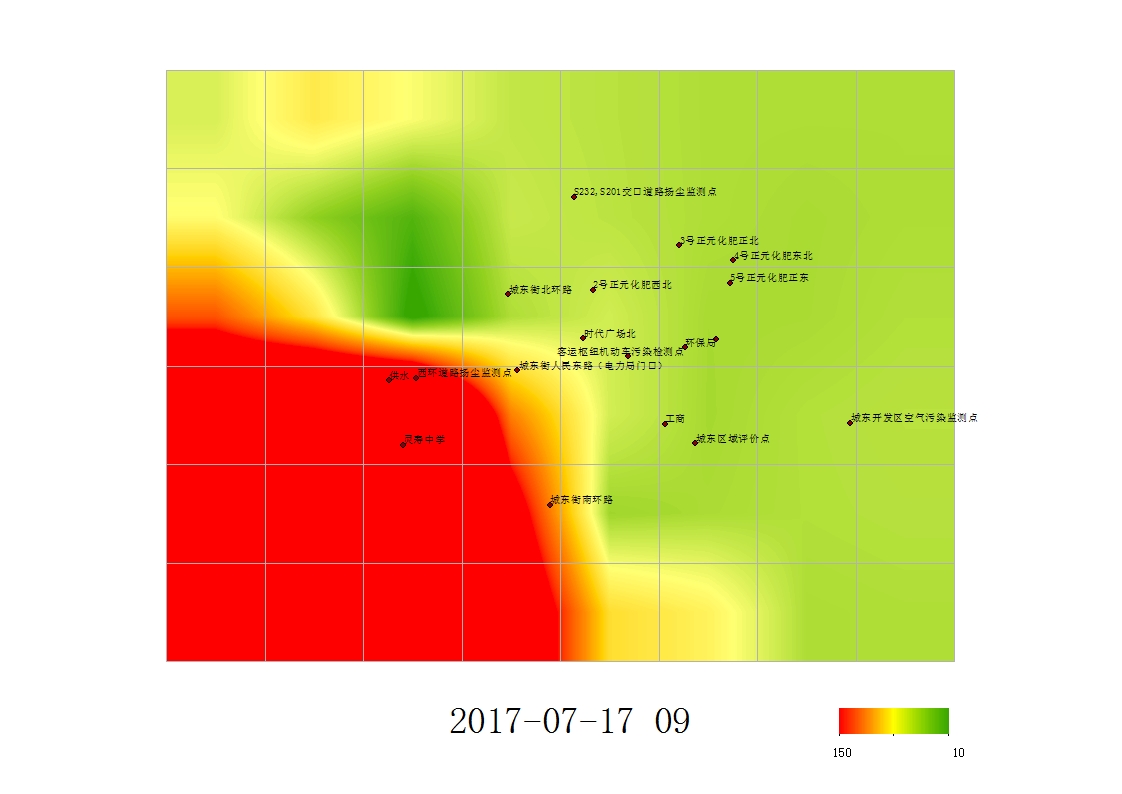 S232,S201交口道路扬尘监测点
3号正元化肥正北
4号正元化肥东北
5号正元化肥正东
2号正元化肥西北
城东街北环路
时代广场北
环保局
客运枢纽机动车污染检测点
城东街人民东路（电力局门口）
洪水
西环道路扬尘监测点
工商
城东开发区空气污染监测点
城东区域评价点
灵寿中学
城东街南环路
2017-07-17 09
150
10